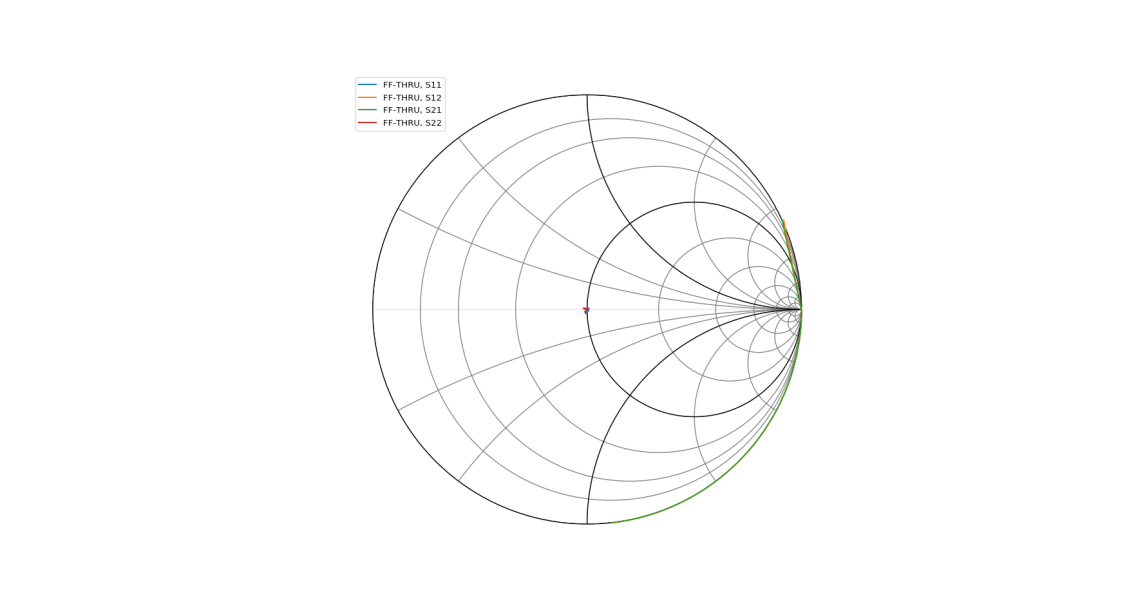 FF-THRU, S11
FF-THRU, S12
FF-THRU, S21
FF-THRU, S22